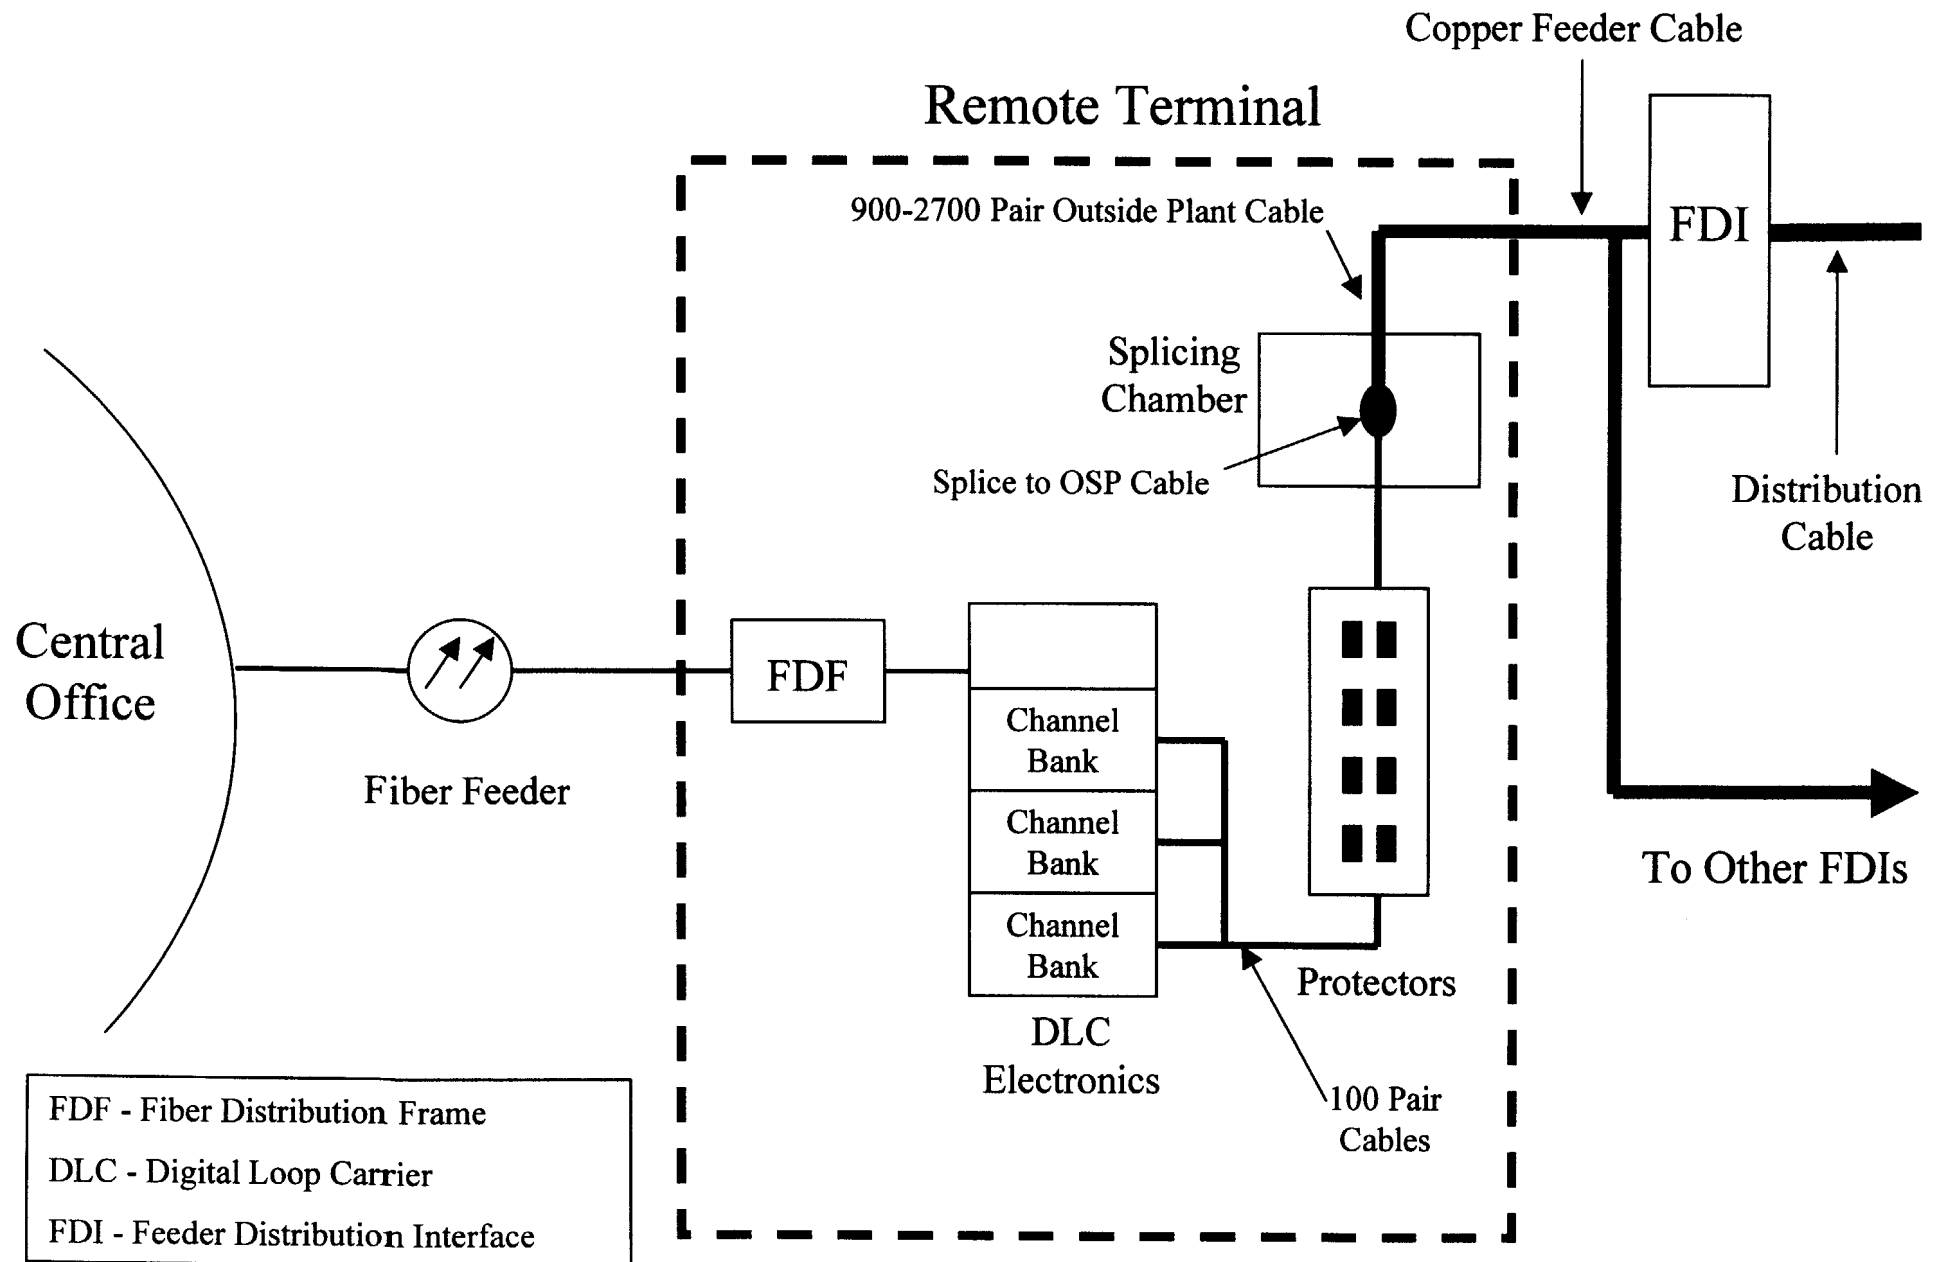 Copper Feeder Cable
Remote Terminal
900-2700 Pair Outside Plant Cable
FDI
Splicing
Chamber
Splice to OSP Cable
Distribution
Cable
Central
Office
Fiber Feeder
FDF
Channel
Bank
Channel
Bank
Channel
Bank
To Other FDIs
Protectors
DLC
Electronics
100 Pair
Cables
FDF - Fiber Distribution Frame
DLC - Digital Loop Carrier
FDI - Feeder Distribution Interface